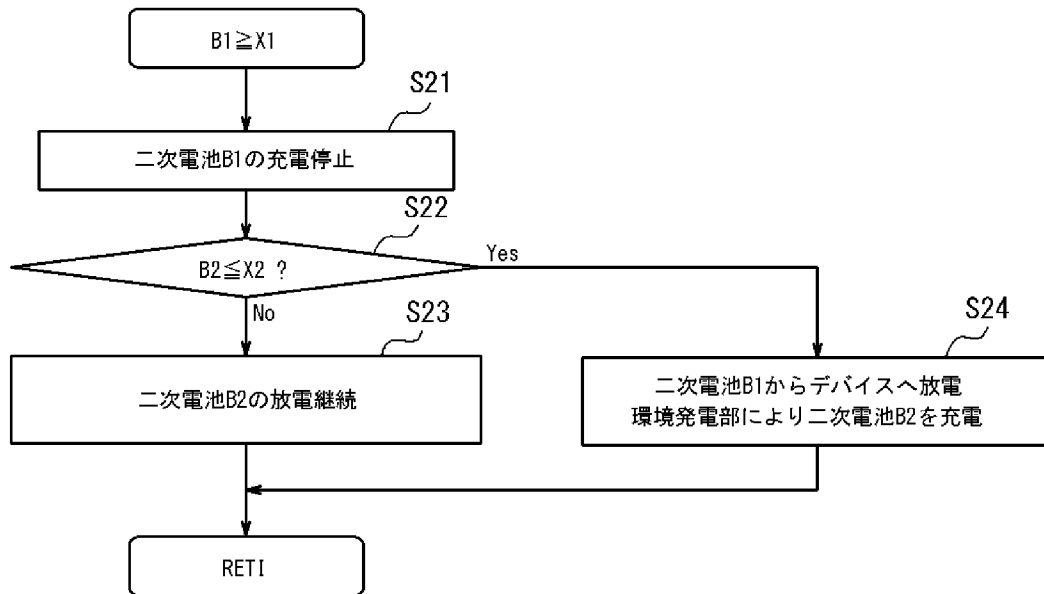 B1≧X1
S21
二次電池B1の充電停止
S22
B2≦X2 ?
Yes
No
S23
二次電池B2の放電継続
S24
二次電池B1からデバイスへ放電
環境発電部により二次電池B2を充電
RETI